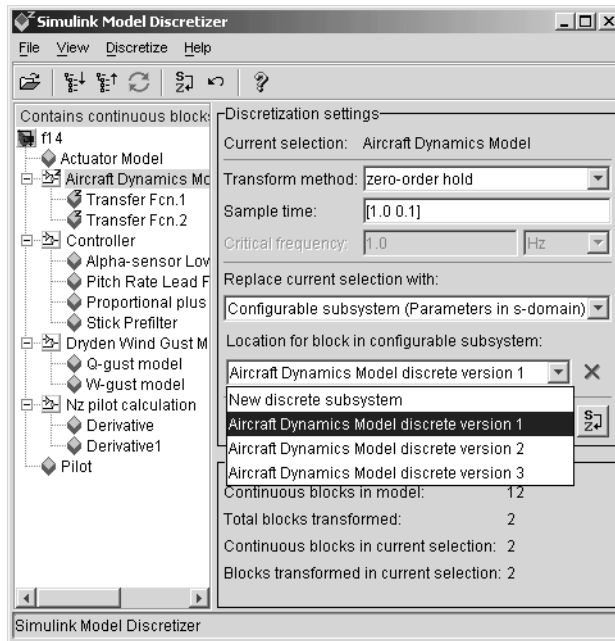 Simulink Model Discretizer
File View Discretize Help
Contains continuous block
f14
Actuator Model
Aircraft Dynamics Mo
Transfer Fcn.1
Transfer Fcn.2
Controller
Alpha-sensor Lov
Pitch Rate Lead F
Proportional plus
Stick Prefilter
Dryden Wind Gust M
Q-gust model
W-gust model
Nz pilot calculation
Derivative
Derivative1
Pilot
Discretization settings
Current selection: Aircraft Dynamics Model
Transform method: zero-order hold
Sample time: [1.0 0.1]
Critical frequency: 1.0 Hz
Replace current selection with:
Configurable subsystem (Parameters in s-domain)
Location for block in configurable subsystem:
Aircraft Dynamics Model discrete version 1
New discrete subsystem
Aircraft Dynamics Model discrete version 1
Aircraft Dynamics Model discrete version 2
Aircraft Dynamics Model discrete version 3
Continuous blocks in model: 12
Total blocks transformed: 2
Continuous blocks in current selection: 2
Blocks transformed in current selection: 2
Simulink Model Discretizer